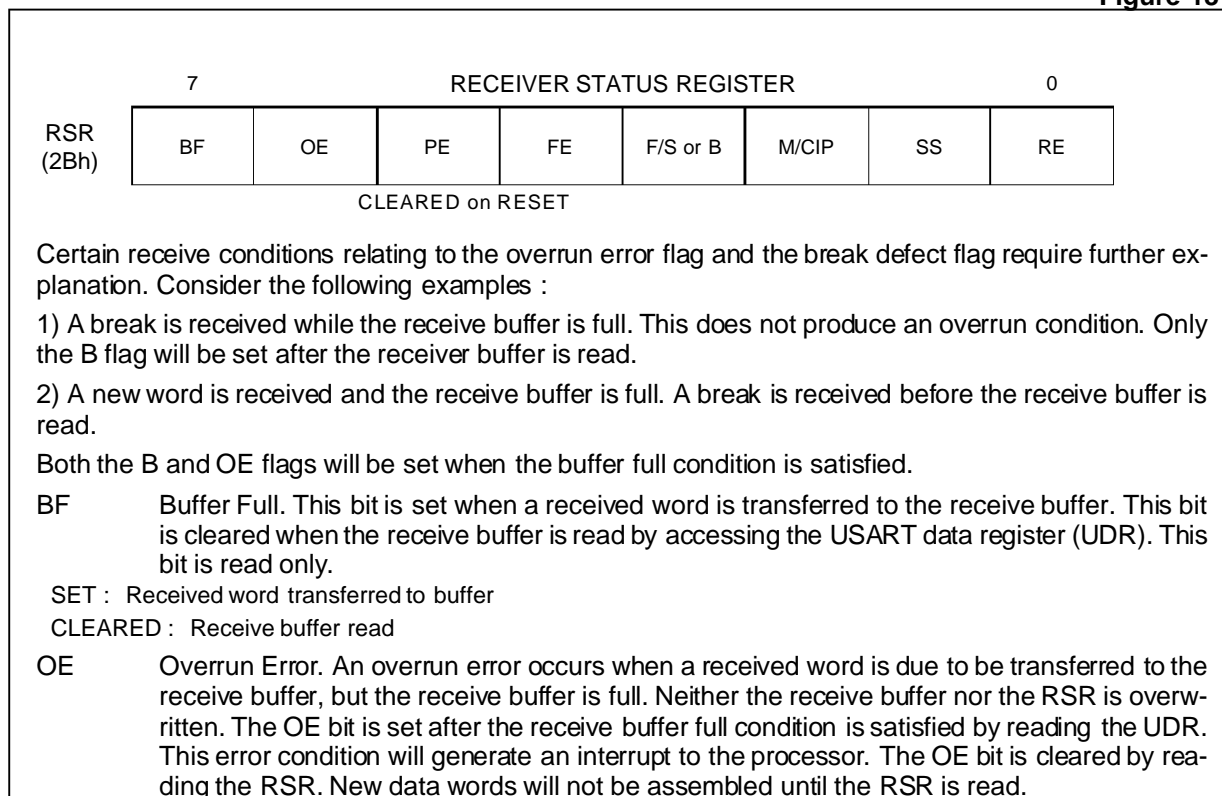 7 RECEIVER STATUS REGISTER 0
RSR
(2Bh)
BF OE PE FE F/S or B M/CIP SS RE
CLEARED on RESET
Certain receive conditions relating to the overrun error flag and the break defect flag require further ex-
planation. Consider the following examples :
1) A break is received while the receive buffer is full. This does not produce an overrun condition. Only
the B flag will be set after the receiver buffer is read.
2) A new word is received and the receive buffer is full. A break is received before the receive buffer is
read.
Both the B and OE flags will be set when the buffer full condition is satisfied.
BF Buffer Full. This bit is set when a received word is transferred to the receive buffer. This bit
is cleared when the receive buffer is read by accessing the USART data register (UDR). This
bit is read only.
SET : Received word transferred to buffer
CLEARED : Receive buffer read
OE Overrun Error. An overrun error occurs when a received word is due to be transferred to the
receive buffer, but the receive buffer is full. Neither the receive buffer nor the RSR is overw-
ritten. The OE bit is set after the receive buffer full condition is satisfied by reading the UDR.
This error condition will generate an interrupt to the processor. The OE bit is cleared by rea-
ding the RSR. New data words will not be assembled until the RSR is read.